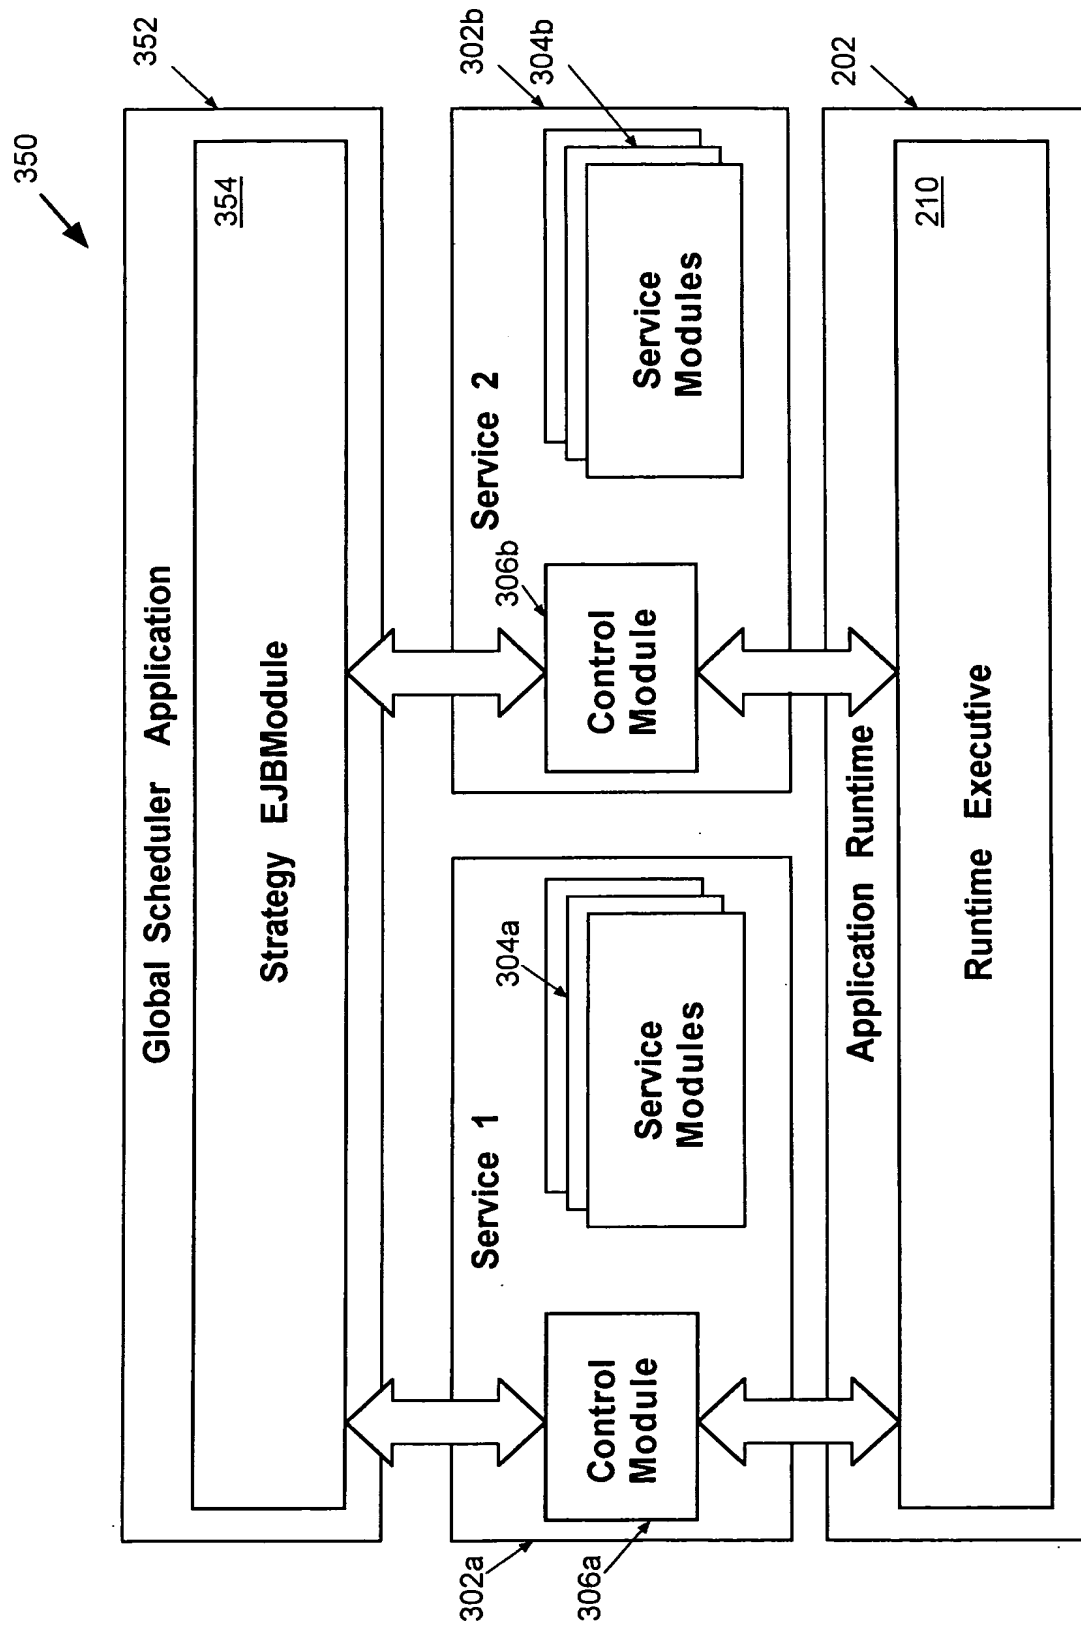 350
352
Global Scheduler Application
354
Strategy EJBModule
302a
306a
Service 1
304a
Control
Module
Service
Modules
302b
304b
Service 2
306b
Control
Module
Service
Modules
202
Application Runtime
210
Runtime Executive